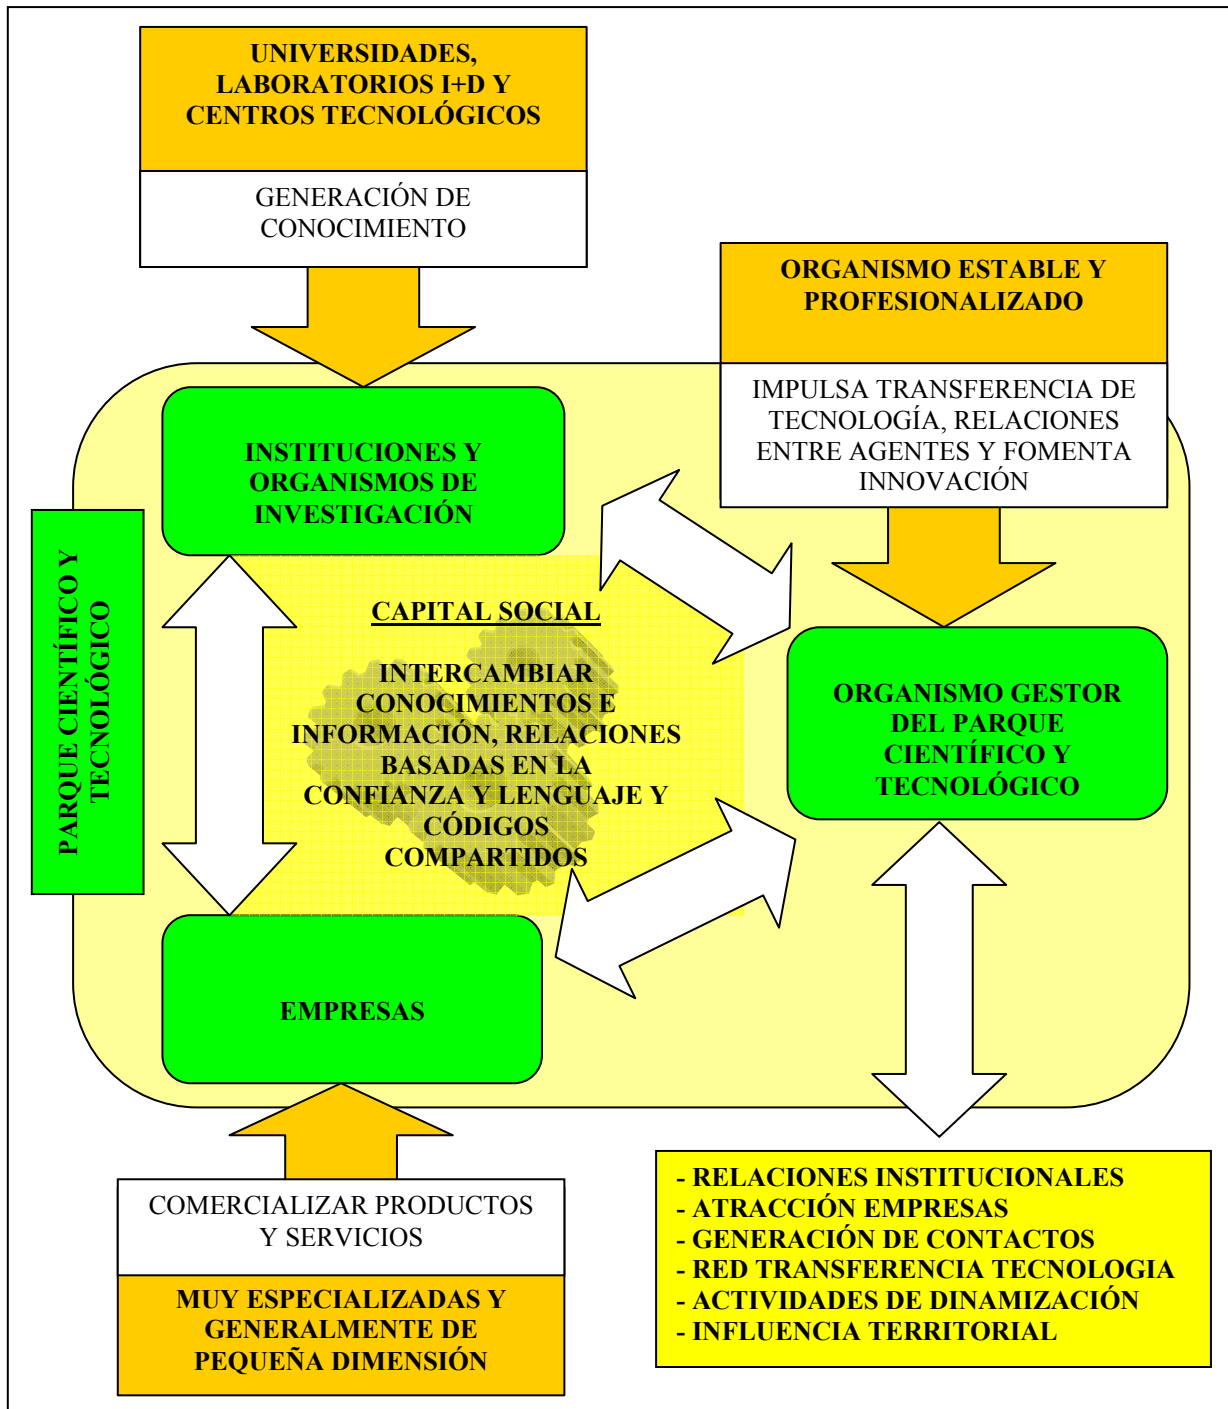 UNIVERSIDADES,
LABORATORIOS I+D Y
CENTROS TECNOLÓGICOS
GENERACIÓN DE
CONOCIMIENTO
ORGANISMO ESTABLE Y
PROFESIONALIZADO
IMPULSA TRANSFERENCIA DE
TECNOLOGÍA, RELACIONES
ENTRE AGENTES Y FOMENTA
INNOVACIÓN
INSTITUCIONES Y
ORGANISMOS DE
INVESTIGACIÓN
PARQUE CIENTÍFICO Y
TECNOLÓGICO
CAPITAL SOCIAL
INTERCAMBIAR
CONOCIMIENTOS E
INFORMACIÓN, RELACIONES
BASADAS EN LA
CONFIANZA Y LENGUAJE Y
CÓDIGOS
COMPARTIDOS
ORGANISMO GESTOR
DEL PARQUE
CIENTÍFICO Y
TECNOLÓGICO
EMPRESAS
COMERCIALIZAR PRODUCTOS
Y SERVICIOS
MUY ESPECIALIZADAS Y
GENERALMENTE DE
PEQUEÑA DIMENSIÓN
- RELACIONES INSTITUCIONALES
- ATRACCIÓN EMPRESAS
- GENERACIÓN DE CONTACTOS
- RED TRANSFERENCIA TECNOLOGIA
- ACTIVIDADES DE DINAMIZACIÓN
- INFLUENCIA TERRITORIAL